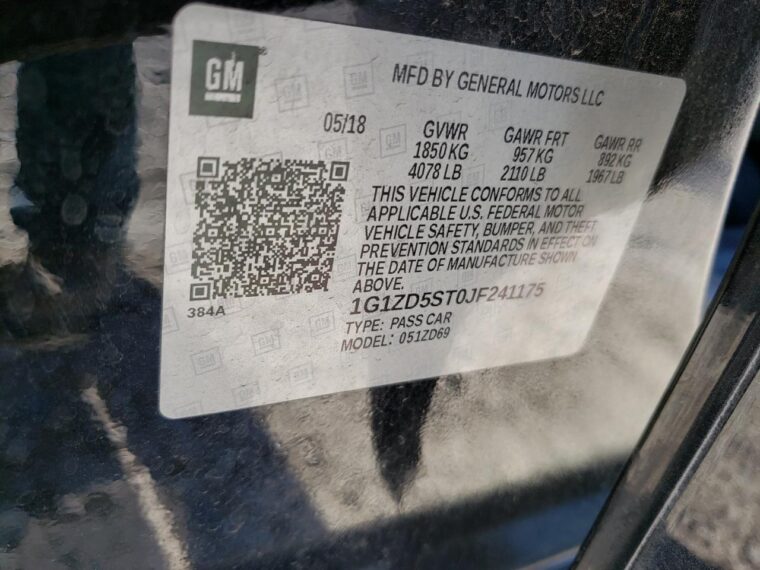 GM
MFD BY GENERAL MOTORS LLC
05/18 GVWR GAWR FRT GAWR RR
1850 KG 957 KG 892 KG
4078 LB 2110 LB 1967 LB
THIS VEHICLE CONFORMS TO ALL
APPLICABLE U.S. FEDERAL MOTOR
VEHICLE SAFETY, BUMPER, AND THEFT
PREVENTION STANDARDS IN EFFECT ON
THE DATE OF MANUFACTURE SHOWN
ABOVE.
384A
1G1ZD5ST0JF241175
TYPE: PASS CAR
MODEL: 051ZD69